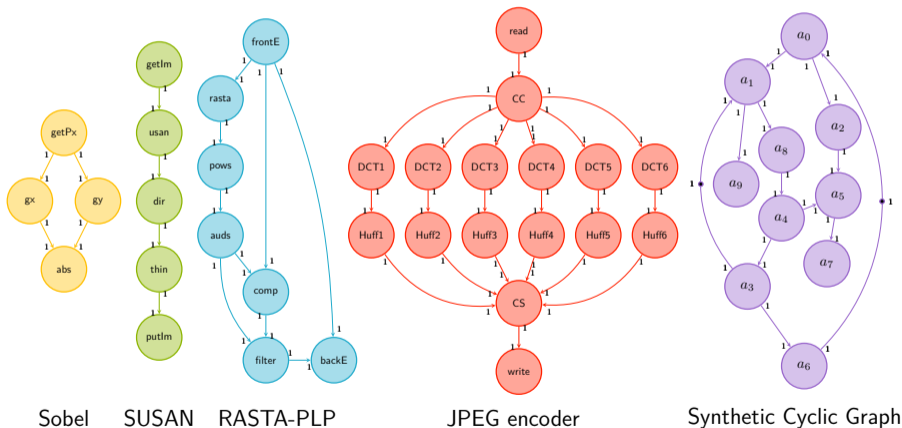 getPx
gx
gy
abs
Sobel
getIm
usan
dir
thin
putIm
SUSAN
frontE
rasta
pows
auds
comp
filter
backE
RASTA-PLP
read
CC
DCT1 DCT2 DCT3 DCT4 DCT5 DCT6
Huff1 Huff2 Huff3 Huff4 Huff5 Huff6
CS
write
JPEG encoder
a0
a1
a2
a8
a9
a5
a4
a7
a3
a6
1
1
Synthetic Cyclic Graph